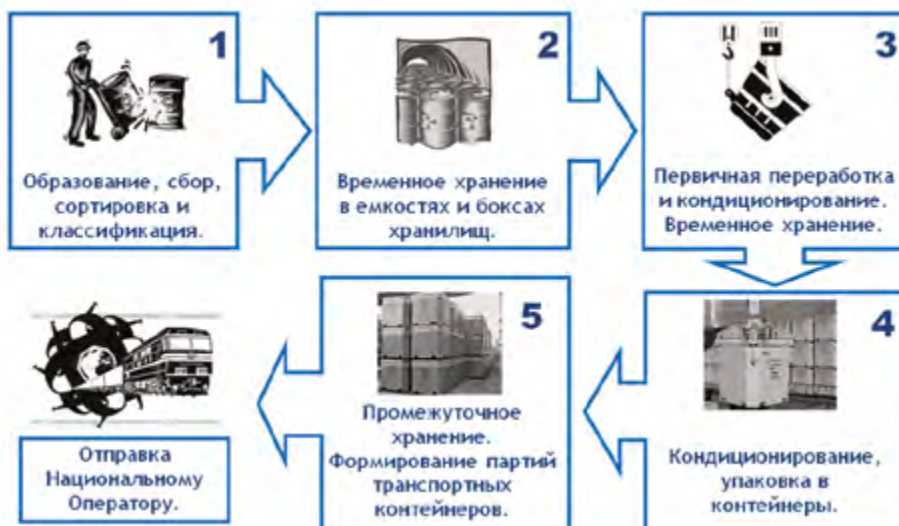 1
Образование, сбор,
сортировка и
классификация.
2
Временное хранение
в емкостях и боксах
хранилищ.
3
Первичная переработка
и кондиционирование.
Временное хранение.
4
Кондиционирование,
упаковка в
контейнеры.
5
Промежуточное
хранение.
Формирование партий
транспортных
контейнеров.
Отправка
Национальному
Оператору.